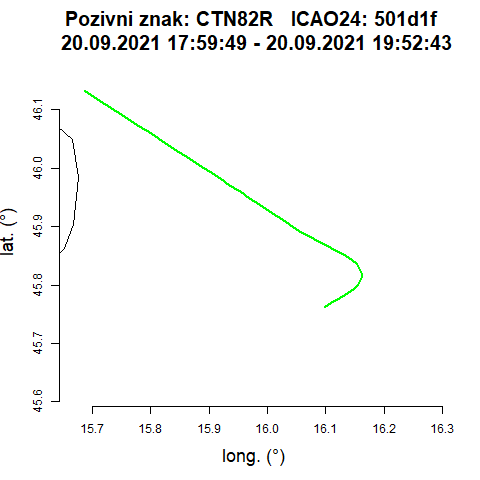 Pozivni znak: CTN82R   ICAO24: 501d1f
20.09.2021 17:59:49 - 20.09.2021 19:52:43
lat. (°)
46.1
46.0
45.9
45.8
45.7
45.6
15.7 15.8 15.9 16.0 16.1 16.2 16.3
long. (°)